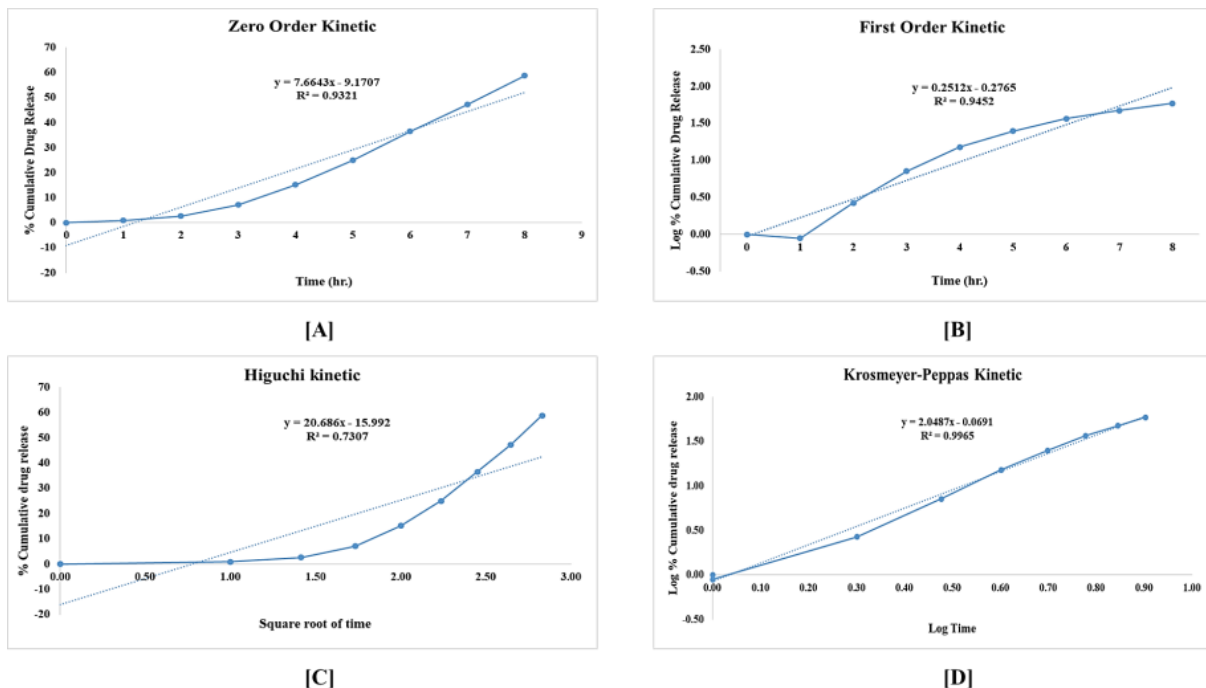 Zero Order Kinetic
y = 7.6643x - 9.1707
R² = 0.9321
% Cumulative Drug Release
70
60
50
40
30
20
10
0
-10
-20
0 1 2 3 4 5 6 7 8 9
Time (hr.)
[A]
First Order Kinetic
y = 0.2512x - 0.2765
R² = 0.9452
Log % Cumulative Drug Release
2.50
2.00
1.50
1.00
0.50
0.00
-0.50
0 1 2 3 4 5 6 7 8
Time (hr.)
[B]
Higuchi kinetic
y = 20.686x - 15.992
R² = 0.7307
% Cumulative drug release
70
60
50
40
30
20
10
0
-10
-20
0.00 0.50 1.00 1.50 2.00 2.50 3.00
Square root of time
[C]
Krosmeyer-Peppas Kinetic
y = 2.0487x - 0.0691
R² = 0.9965
Log % Cumulative drug release
2.00
1.50
1.00
0.50
0.00
-0.50
0.00 0.10 0.20 0.30 0.40 0.50 0.60 0.70 0.80 0.90 1.00
Log Time
[D]